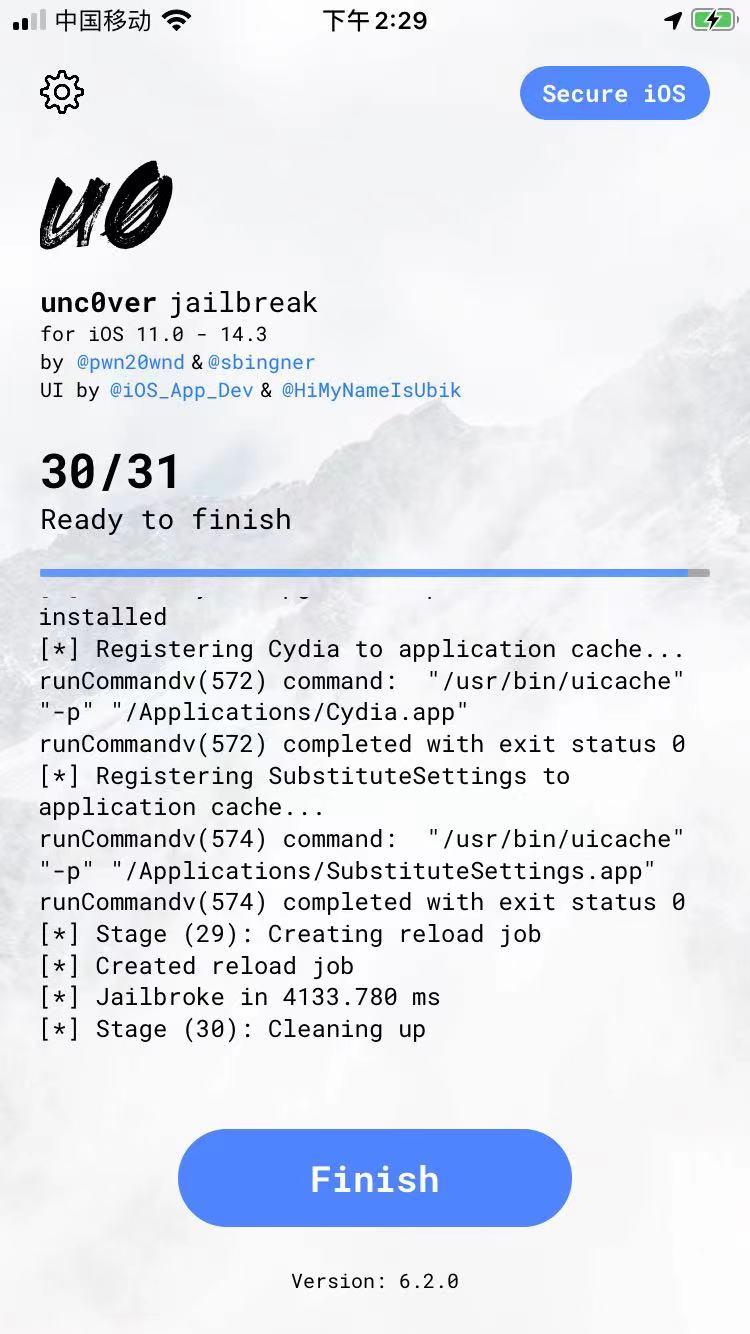 中国移动
下午2:29
Secure iOS
u0
unc0ver jailbreak
for iOS 11.0 - 14.3
by @pwn20wnd & @sbingner
UI by @iOS_App_Dev & @HiMyNameIsUbik
30/31
Ready to finish
installed
[*] Registering Cydia to application cache...
runCommandv(572) command:  "/usr/bin/uicache"
"-p" "/Applications/Cydia.app"
runCommandv(572) completed with exit status 0
[*] Registering SubstituteSettings to
application cache...
runCommandv(574) command:  "/usr/bin/uicache"
"-p" "/Applications/SubstituteSettings.app"
runCommandv(574) completed with exit status 0
[*] Stage (29): Creating reload job
[*] Created reload job
[*] Jailbroke in 4133.780 ms
[*] Stage (30): Cleaning up
Finish
Version: 6.2.0